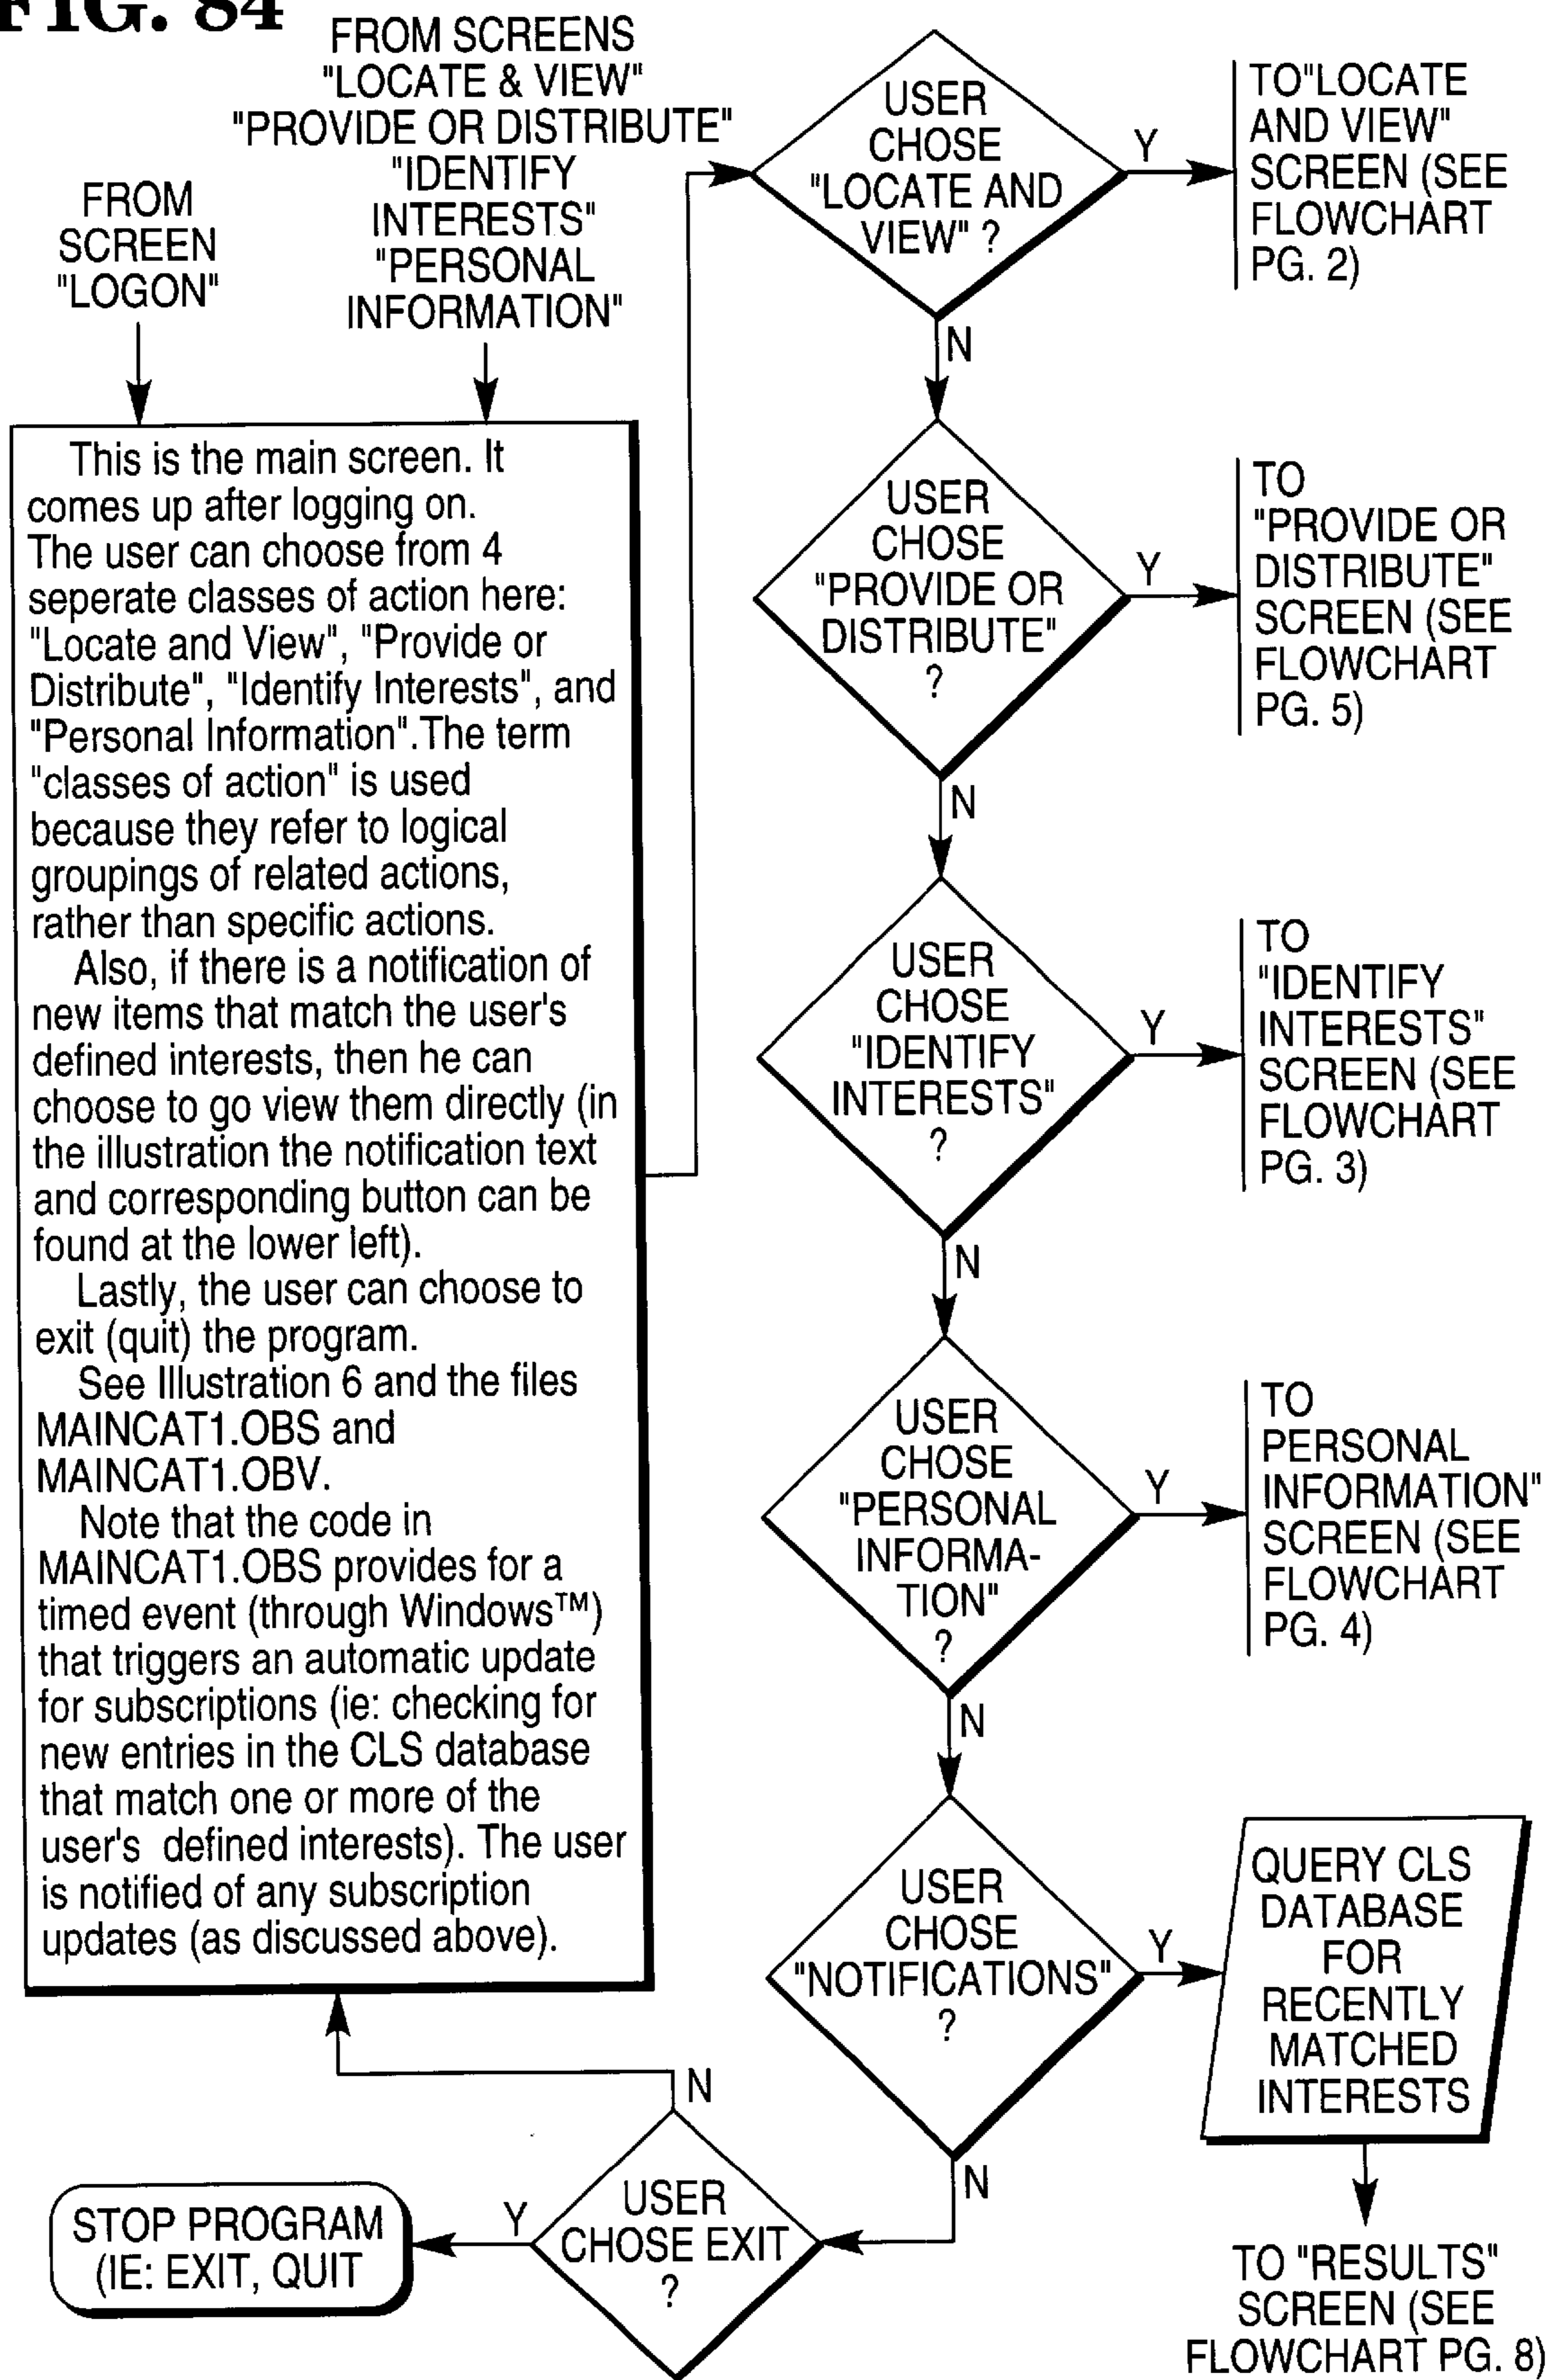 FIG. 84
FROM SCREENS
"LOCATE & VIEW"
"PROVIDE OR DISTRIBUTE"
"IDENTIFY
INTERESTS"
"PERSONAL
INFORMATION"
FROM
SCREEN
"LOGON"
This is the main screen. It
comes up after logging on.
The user can choose from 4
seperate classes of action here:
"Locate and View", "Provide or
Distribute", "Identify Interests", and
"Personal Information".The term
"classes of action" is used
because they refer to logical
groupings of related actions,
rather than specific actions.
Also, if there is a notification of
new items that match the user's
defined interests, then he can
choose to go view them directly (in
the illustration the notification text
and corresponding button can be
found at the lower left).
Lastly, the user can choose to
exit (quit) the program.
See Illustration 6 and the files
MAINCAT1.OBS and
MAINCAT1.OBV.
Note that the code in
MAINCAT1.OBS provides for a
timed event (through Windows™)
that triggers an automatic update
for subscriptions (ie: checking for
new entries in the CLS database
that match one or more of the
user's defined interests). The user
is notified of any subscription
updates (as discussed above).
USER
CHOSE
"LOCATE AND
VIEW" ?
Y
TO"LOCATE
AND VIEW"
SCREEN (SEE
FLOWCHART
PG. 2)
N
USER
CHOSE
"PROVIDE OR
DISTRIBUTE"
?
Y
TO
"PROVIDE OR
DISTRIBUTE"
SCREEN (SEE
FLOWCHART
PG. 5)
N
USER
CHOSE
"IDENTIFY
INTERESTS"
?
Y
TO
"IDENTIFY
INTERESTS"
SCREEN (SEE
FLOWCHART
PG. 3)
N
USER
CHOSE
"PERSONAL
INFORMA-
TION"
?
Y
TO
PERSONAL
INFORMATION"
SCREEN (SEE
FLOWCHART
PG. 4)
N
USER
CHOSE
"NOTIFICATIONS"
?
Y
QUERY CLS
DATABASE
FOR
RECENTLY
MATCHED
INTERESTS
TO "RESULTS"
SCREEN (SEE
FLOWCHART PG. 8)
N
USER
CHOSE EXIT
?
N
Y
STOP PROGRAM
(IE: EXIT, QUIT